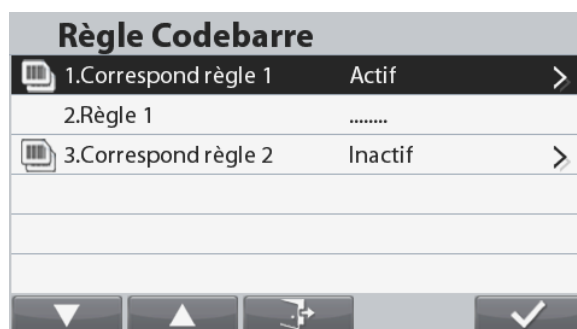 Règle Codebarre
1.Correspond règle 1 Actif
2.Règle 1 ........
3.Correspond règle 2 Inactif